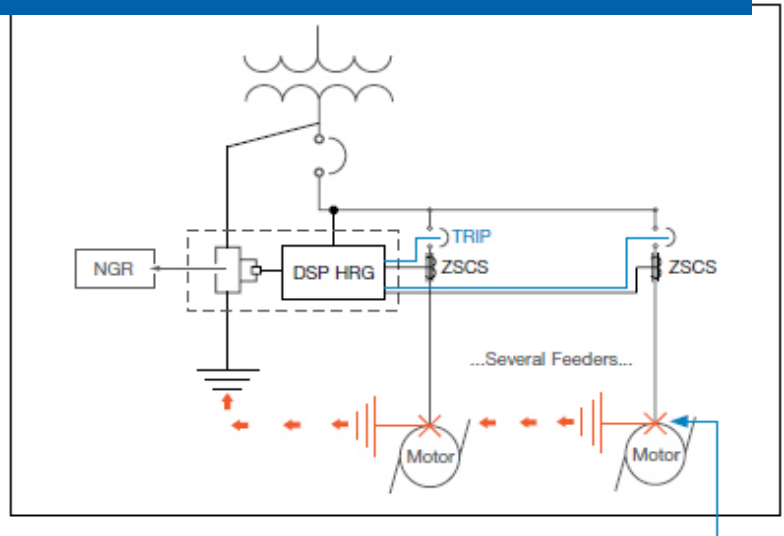 TRIP
NGR
DSP HRG
ZSCS
ZSCS
...Several Feeders...
Motor
Motor